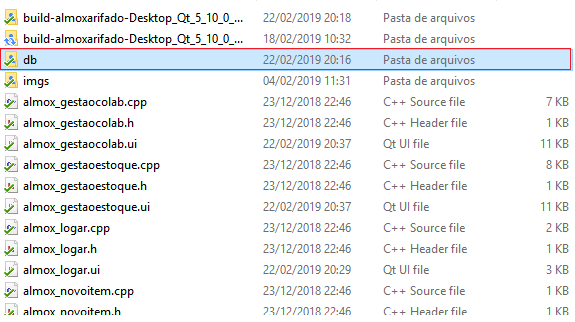 build-almoxarifado-Desktop_Qt_5_10_0_... 22/02/2019 20:18 Pasta de arquivos
build-almoxarifado-Desktop_Qt_5_10_0_... 18/02/2019 10:32 Pasta de arquivos
db 22/02/2019 20:16 Pasta de arquivos
imgs 04/02/2019 11:31 Pasta de arquivos
almox_gestaocolab.cpp 23/12/2018 22:46 C++ Source file 7 KB
almox_gestaocolab.h 23/12/2018 22:46 C++ Header file 1 KB
almox_gestaocolab.ui 22/02/2019 20:37 Qt UI file 11 KB
almox_gestaoestoque.cpp 23/12/2018 22:46 C++ Source file 8 KB
almox_gestaoestoque.h 23/12/2018 22:46 C++ Header file 1 KB
almox_gestaoestoque.ui 22/02/2019 20:37 Qt UI file 11 KB
almox_logar.cpp 23/12/2018 22:46 C++ Source file 2 KB
almox_logar.h 23/12/2018 22:46 C++ Header file 1 KB
almox_logar.ui 22/02/2019 20:29 Qt UI file 3 KB
almox_novoitem.cpp 23/12/2018 22:46 C++ Source file 2 KB
almox_novoitem.h 23/12/2018 22:46 C++ Header file 1 KB